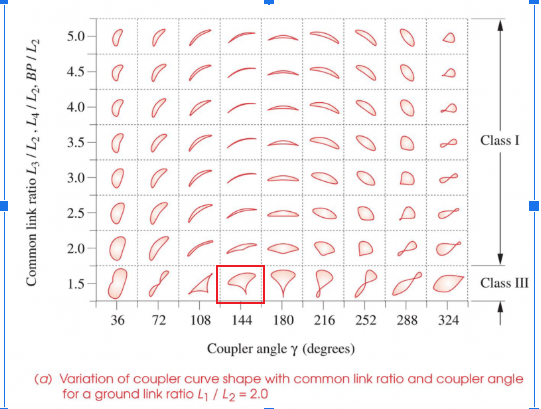 Common link ratio L3 / L2 , L4 / L2, BP / L2
5.0
4.5
4.0
3.5
3.0
2.5
2.0
1.5
Class I
Class III
36 72 108 144 180 216 252 288 324
Coupler angle γ (degrees)
(a) Variation of coupler curve shape with common link ratio and coupler angle
for a ground link ratio L1 / L2 = 2.0